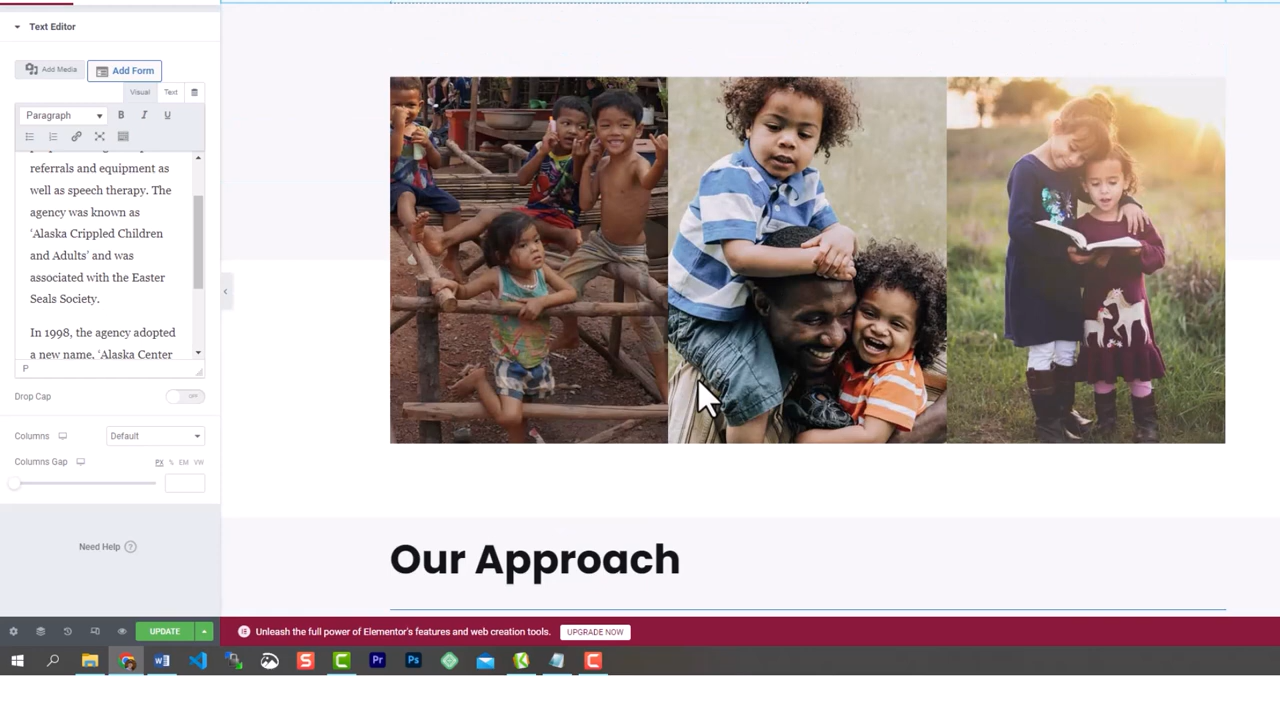 Text Editor
Add Media
Add Form
Visual
Text
Paragraph
B
I
U
referrals and equipment as
well as speech therapy. The
agency was known as
‘Alaska Crippled Children
and Adults’ and was
associated with the Easter
Seals Society.
In 1998, the agency adopted
a new name, ‘Alaska Center
P
Drop Cap
OFF
Columns
Default
Columns Gap
PX
%
EM
VW
Need Help
?
UPDATE
Our Approach
Unleash the full power of Elementor's features and web creation tools.
UPGRADE NOW